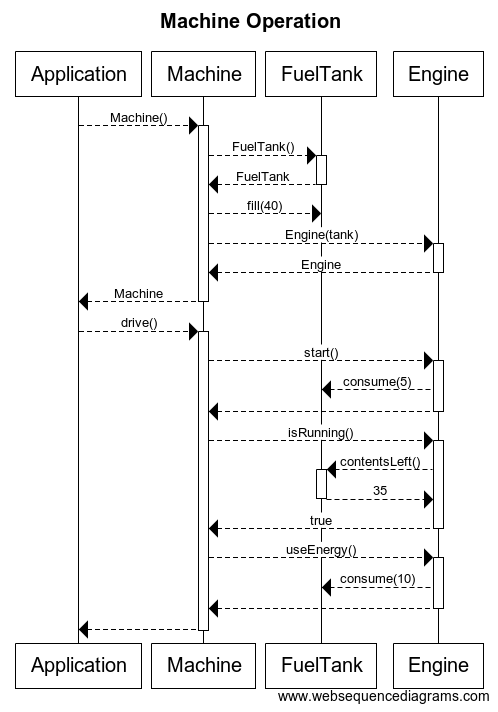 Machine Operation
Application Machine FuelTank Engine
Machine()
FuelTank()
FuelTank
fill(40)
Engine(tank)
Engine
Machine
drive()
start()
consume(5)
isRunning()
contentsLeft()
35
true
useEnergy()
consume(10)
Application Machine FuelTank Engine
www.websequencediagrams.com